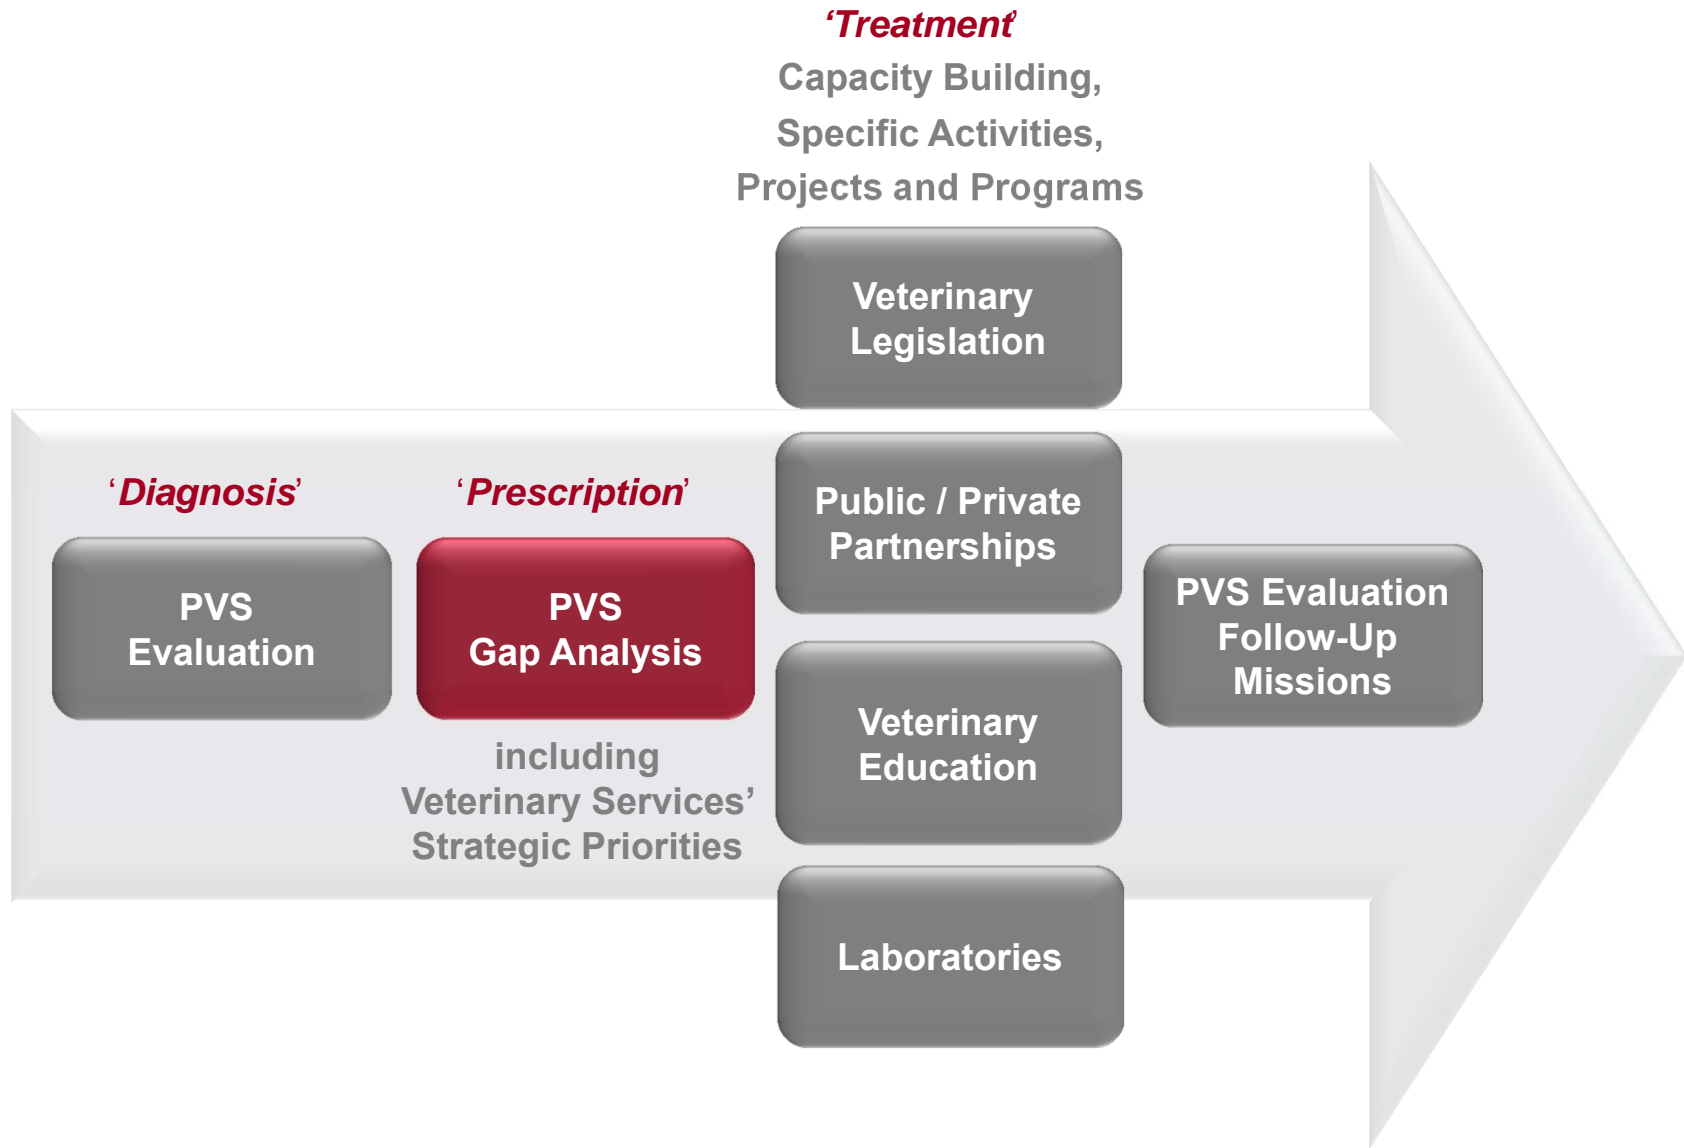 ‘Treatment’
Capacity Building,
Specific Activities,
Projects and Programs
Veterinary
Legislation
‘Diagnosis’
PVS
Evaluation
‘Prescription’
PVS
Gap Analysis
including
Veterinary Services’
Strategic Priorities
Public / Private
Partnerships
Veterinary
Education
Laboratories
PVS Evaluation
Follow-Up
Missions